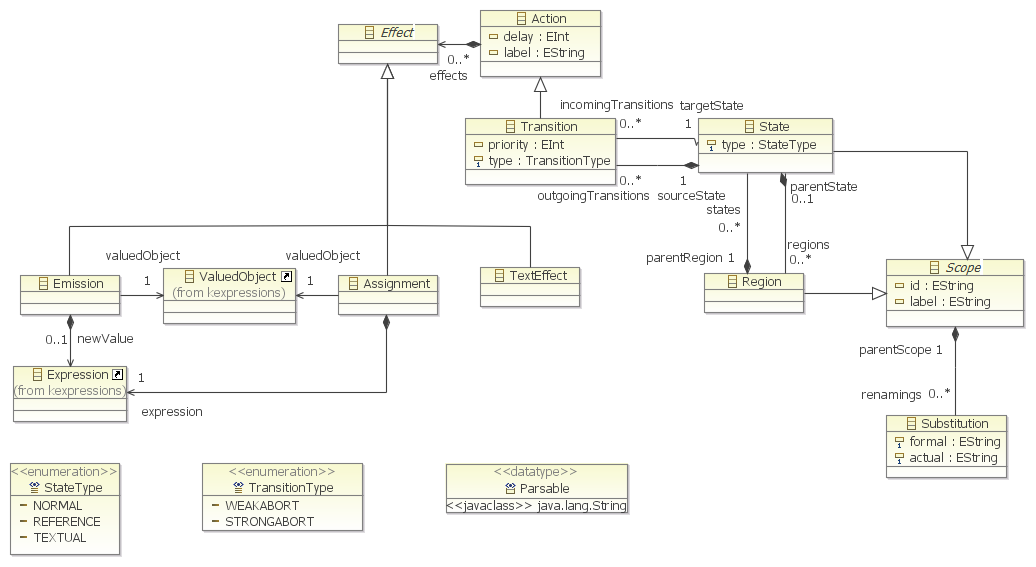 Action
delay : EInt
label : EString
Effect
0..*
effects
incomingTransitions
targetState
0..*
1
Transition
priority : EInt
type : TransitionType
State
type : StateType
0..*
1
outgoingTransitions
sourceState
states
0..*
parentState
0..1
valuedObject
valuedObject
regions
0..*
parentRegion 1
Emission
1
ValuedObject
(from kexpressions)
1
Assignment
TextEffect
Region
Scope
id : EString
label : EString
0..1
newValue
parentScope 1
Expression
(from kexpressions)
1
expression
renamings
0..*
Substitution
formal : EString
actual : EString
<<enumeration>>
StateType
NORMAL
REFERENCE
TEXTUAL
<<enumeration>>
TransitionType
WEAKABORT
STRONGABORT
<<datatype>>
Parsable
<<javaclass>> java.lang.String